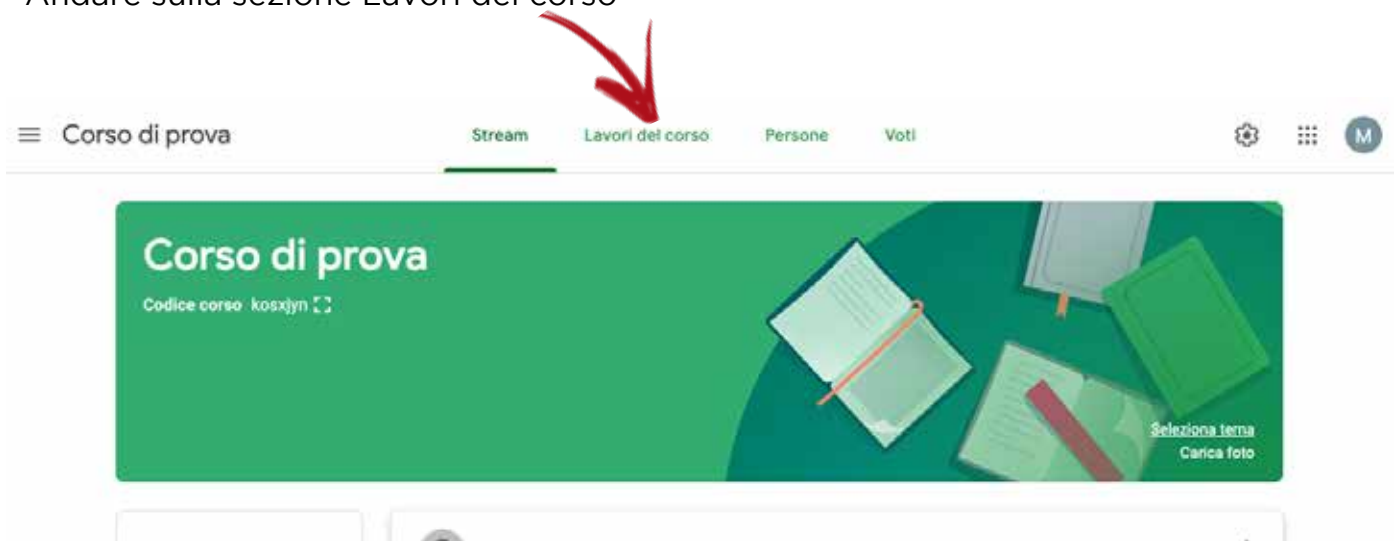 Andare sulla sezione Lavori del corso
Corso di prova
Stream Lavori del corso Persone Voti
M
Corso di prova
Codice corso kosxjyn
Seleziona tema
Carica foto